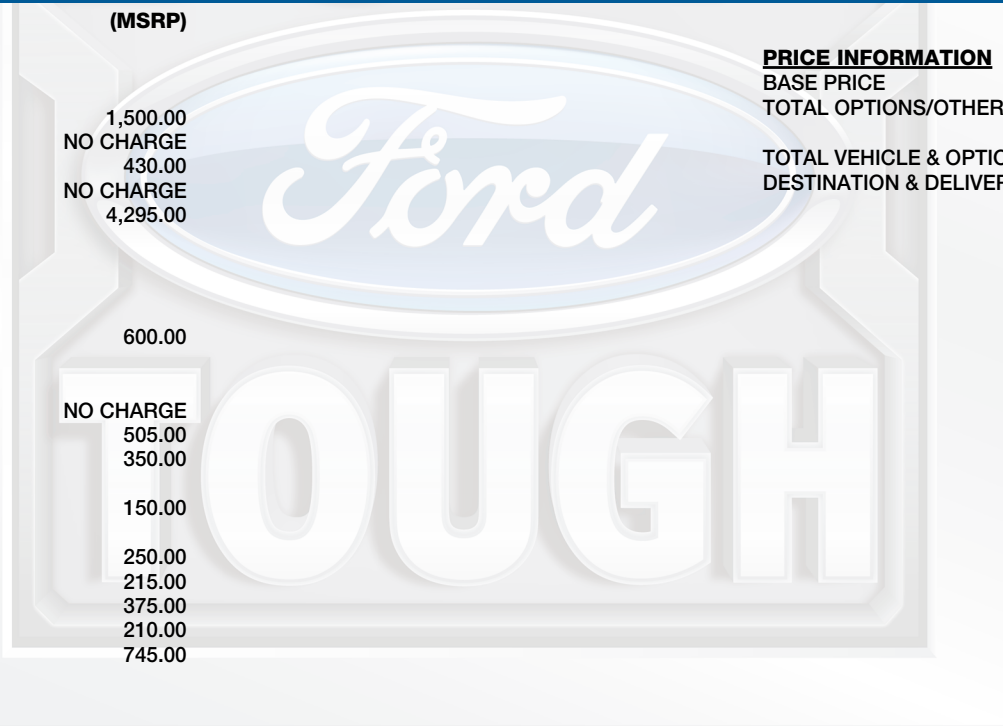 (MSRP)
1,500.00
NO CHARGE
430.00
NO CHARGE
4,295.00
600.00
NO CHARGE
505.00
350.00
150.00
250.00
215.00
375.00
210.00
745.00
PRICE INFORMATION
BASE PRICE
TOTAL OPTIONS/OTHER
TOTAL VEHICLE & OPTIO
DESTINATION & DELIVER
Ford
TOUGH